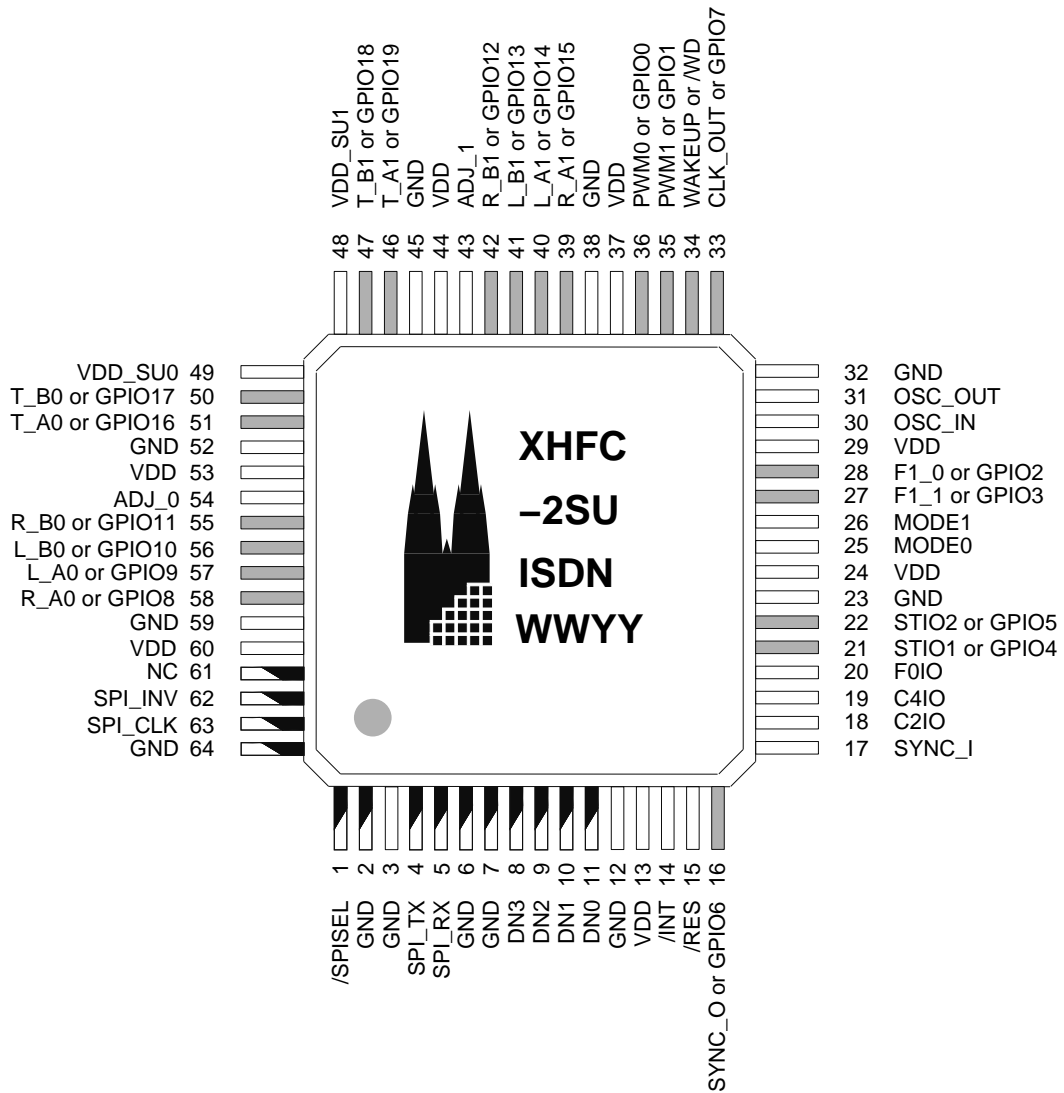 48 VDD_SU1
47 T_B1 or GPIO18
46 T_A1 or GPIO19
45 GND
44 VDD
43 ADJ_1
42 R_B1 or GPIO12
41 L_B1 or GPIO13
40 L_A1 or GPIO14
39 R_A1 or GPIO15
38 GND
37 VDD
36 PWM0 or GPIO0
35 PWM1 or GPIO1
34 WAKEUP or /WD
33 CLK_OUT or GPIO7
VDD_SU0 49
T_B0 or GPIO17 50
T_A0 or GPIO16 51
GND 52
VDD 53
ADJ_0 54
R_B0 or GPIO11 55
L_B0 or GPIO10 56
L_A0 or GPIO9 57
R_A0 or GPIO8 58
GND 59
VDD 60
NC 61
SPI_INV 62
SPI_CLK 63
GND 64
XHFC
–2SU
ISDN
WWYY
32 GND
31 OSC_OUT
30 OSC_IN
29 VDD
28 F1_0 or GPIO2
27 F1_1 or GPIO3
26 MODE1
25 MODE0
24 VDD
23 GND
22 STIO2 or GPIO5
21 STIO1 or GPIO4
20 F0IO
19 C4IO
18 C2IO
17 SYNC_I
/SPISEL 1
GND 2
GND 3
SPI_TX 4
SPI_RX 5
GND 6
GND 7
DN3 8
DN2 9
DN1 10
DN0 11
GND 12
VDD 13
/INT 14
/RES 15
SYNC_O or GPIO6 16